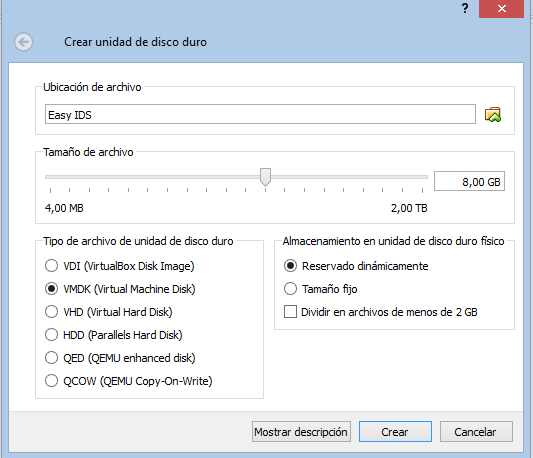 ?
Crear unidad de disco duro
Ubicación de archivo
Easy IDS
Tamaño de archivo
8,00 GB
4,00 MB 2,00 TB
Tipo de archivo de unidad de disco duro
VDI (VirtualBox Disk Image)
VMDK (Virtual Machine Disk)
VHD (Virtual Hard Disk)
HDD (Parallels Hard Disk)
QED (QEMU enhanced disk)
QCOW (QEMU Copy-On-Write)
Almacenamiento en unidad de disco duro físico
Reservado dinámicamente
Tamaño fijo
Dividir en archivos de menos de 2 GB
Mostrar descripción Crear Cancelar